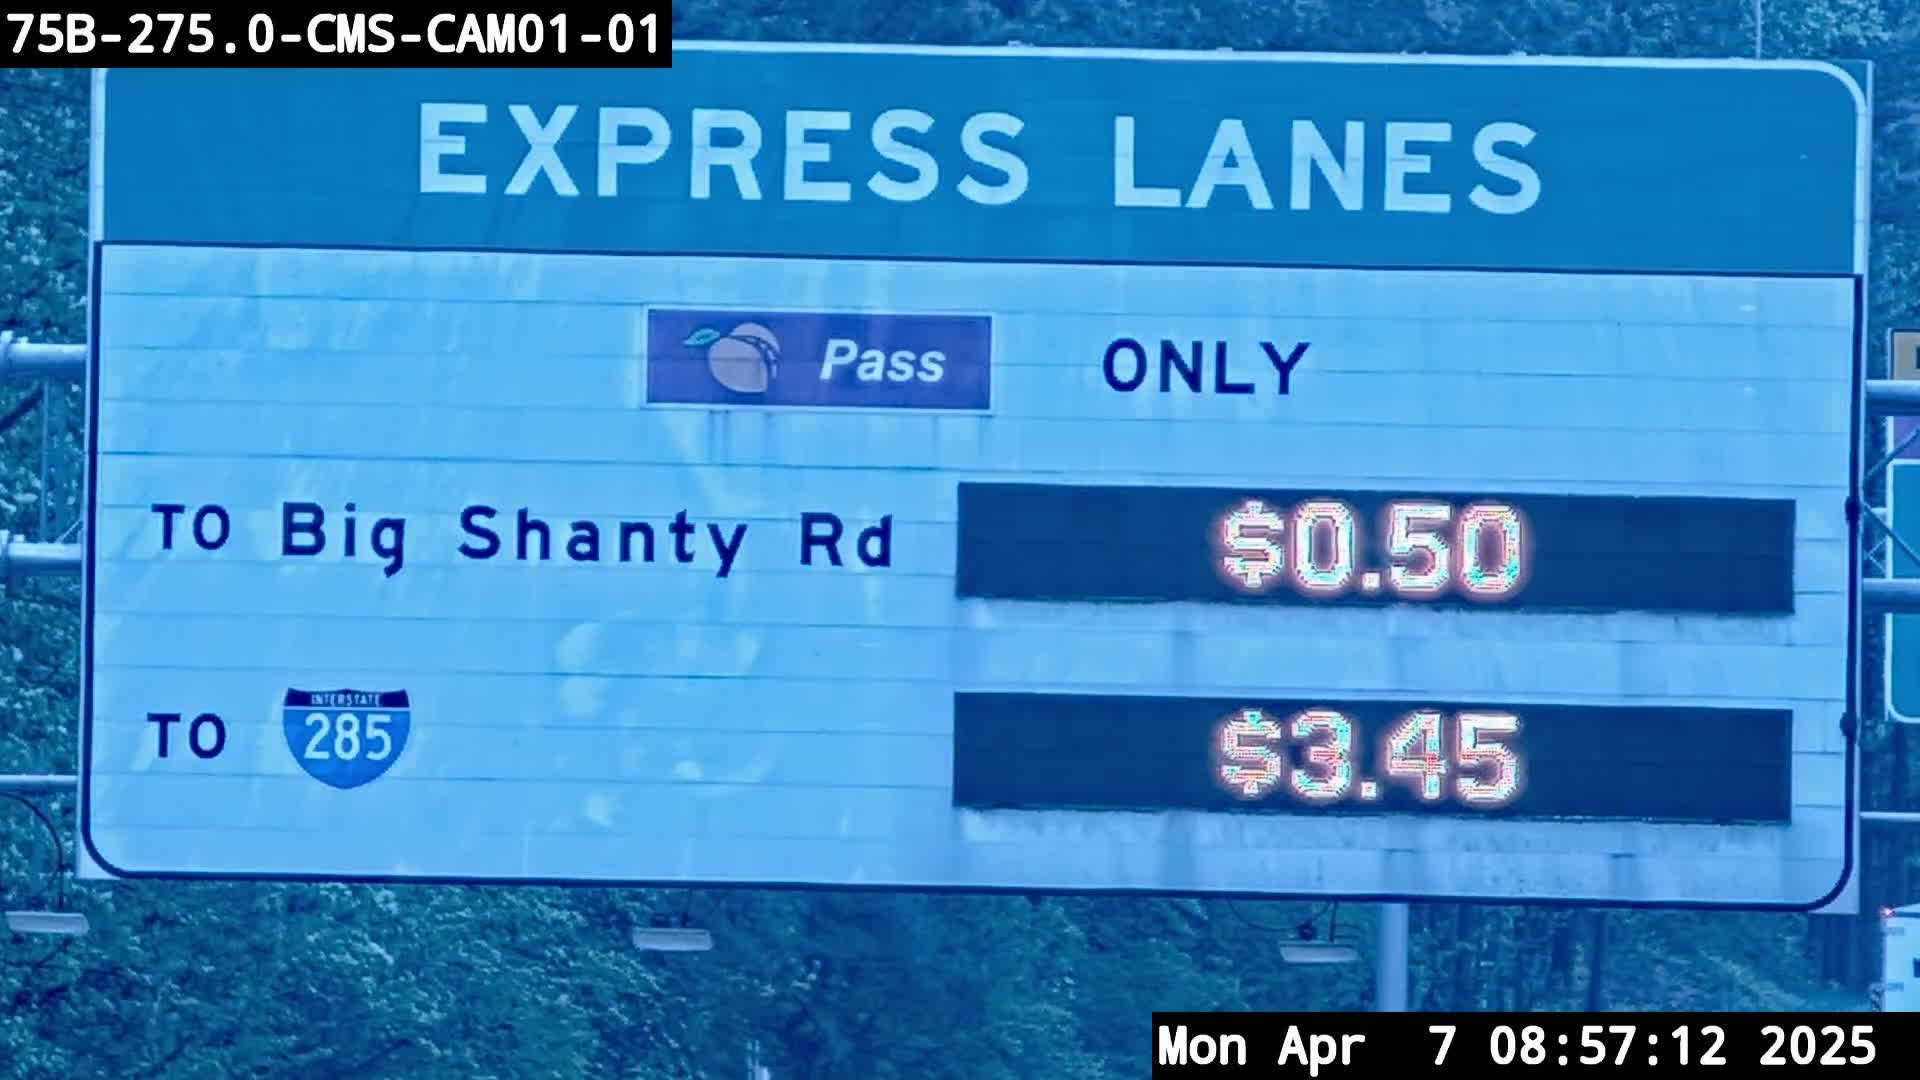 75B-275.0-CMS-CAM01-01
EXPRESS LANES
Pass ONLY
TO Big Shanty Rd $0.50
INTERSTATE
TO 285 $3.45
Mon Apr 7 08:57:12 2025